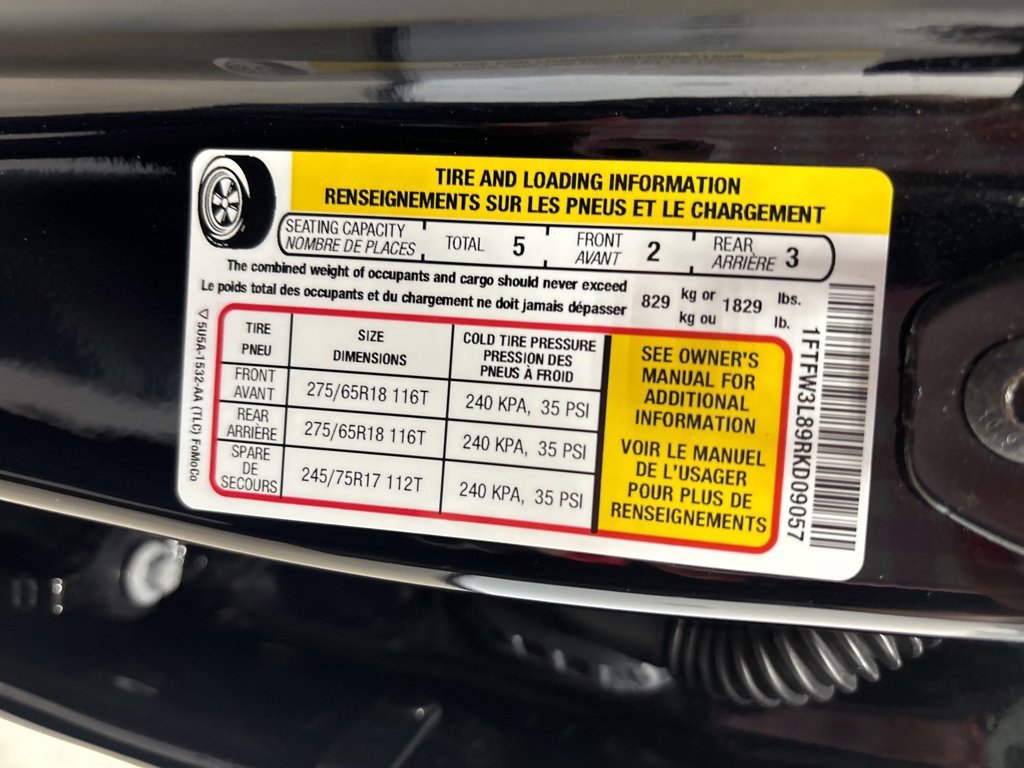 TIRE AND LOADING INFORMATION
RENSEIGNEMENTS SUR LES PNEUS ET LE CHARGEMENT
SEATING CAPACITY
NOMBRE DE PLACES
TOTAL 5
FRONT
AVANT
2
REAR
ARRIÈRE
3
The combined weight of occupants and cargo should never exceed
Le poids total des occupants et du chargement ne doit jamais dépasser
829
kg or
kg ou
1829
lbs.
lb.
TIRE
PNEU
SIZE
DIMENSIONS
COLD TIRE PRESSURE
PRESSION DES
PNEUS À FROID
FRONT
AVANT
275/65R18 116T
240 KPA, 35 PSI
REAR
ARRIÈRE
275/65R18 116T
240 KPA, 35 PSI
SPARE
DE
SECOURS
245/75R17 112T
240 KPA, 35 PSI
SEE OWNER'S
MANUAL FOR
ADDITIONAL
INFORMATION
VOIR LE MANUEL
DE L'USAGER
POUR PLUS DE
RENSEIGNEMENTS
1FTFW3L89RKD09057
5U5A-1532-AA (TLC) FoMoCo